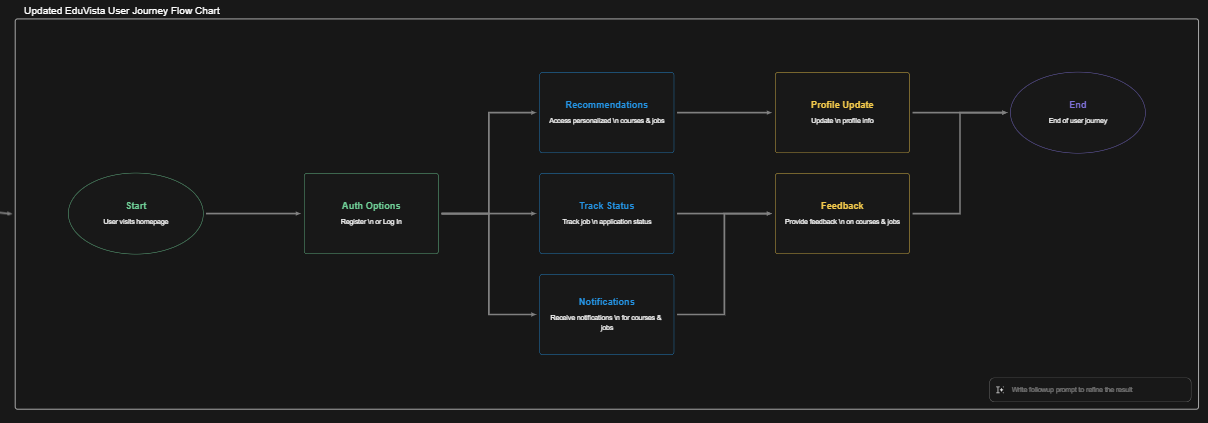 Updated EduVista User Journey Flow Chart
Start
User visits homepage
Auth Options
Register \n or Log In
Recommendations
Access personalized \n courses & jobs
Track Status
Track job \n application status
Notifications
Receive notifications \n for courses &
jobs
Profile Update
Update \n profile info
Feedback
Provide feedback \n on courses & jobs
End
End of user journey
Write followup prompt to refine the result